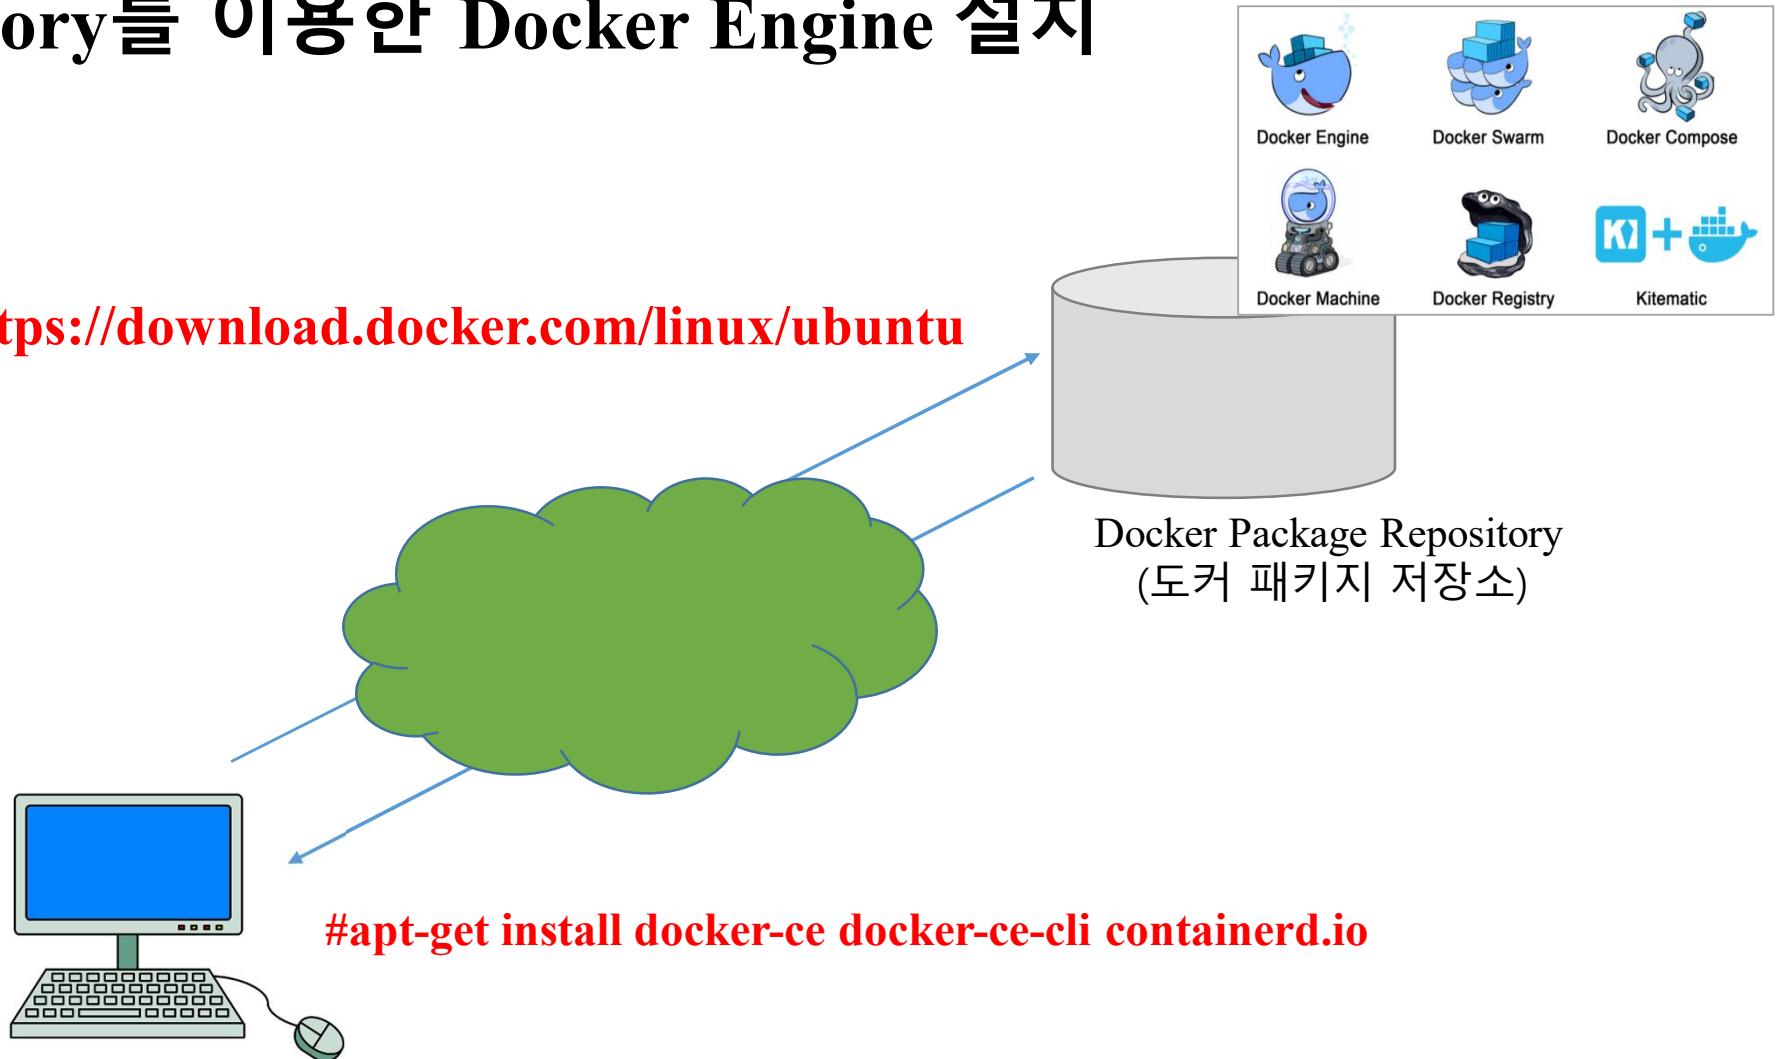 ory를 이용한 Docker Engine 설치
Docker Engine
Docker Swarm
Docker Compose
Docker Machine
Docker Registry
Kitematic
tps://download.docker.com/linux/ubuntu
Docker Package Repository
(도커 패키지 저장소)
#apt-get install docker-ce docker-ce-cli containerd.io